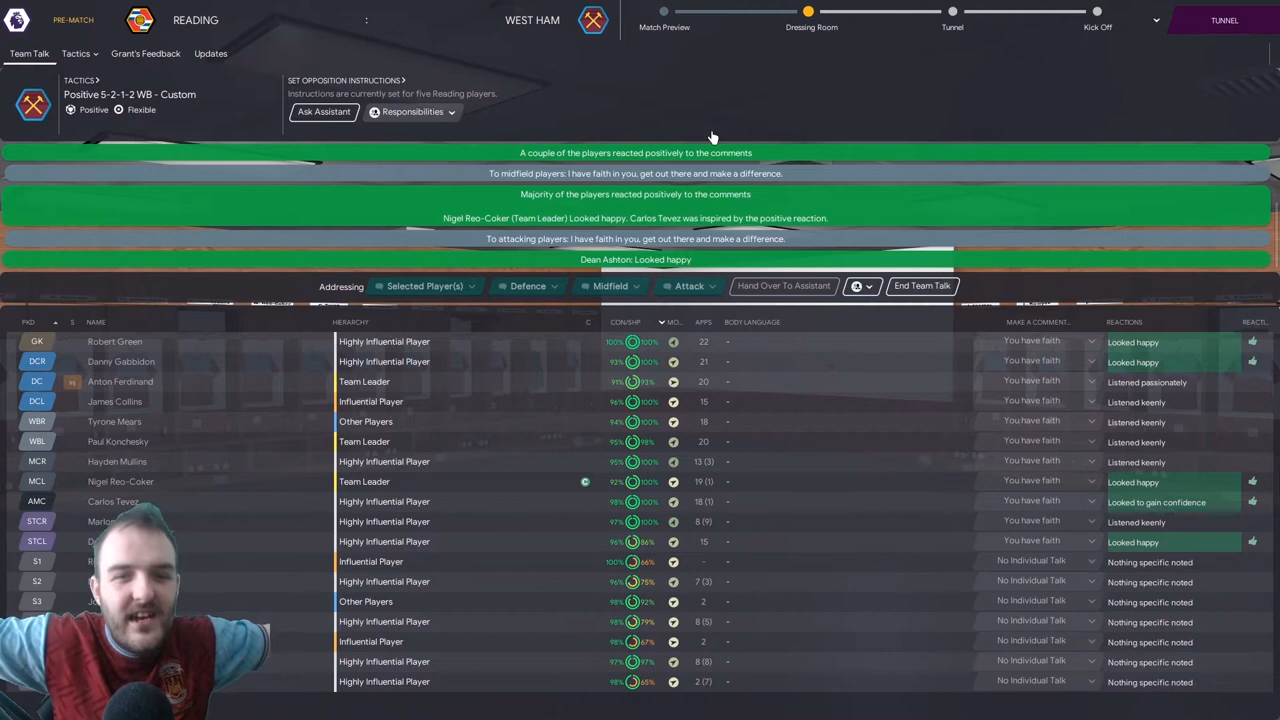 PRE-MATCH READING : WEST HAM Match Preview Dressing Room Tunnel Kick Off TUNNEL
Team Talk Tactics Grant's Feedback Updates
TACTICS SET OPPOSITION INSTRUCTIONS
Positive 5-2-1-2 WB - Custom Instructions are currently set for five Reading players.
Positive Flexible Ask Assistant Responsibilities
A couple of the players reacted positively to the comments
To midfield players: I have faith in you, get out there and make a difference.
Majority of the players reacted positively to the comments
Nigel Reo-Coker (Team Leader) Looked happy. Carlos Tevez was inspired by the positive reaction.
To attacking players: I have faith in you, get out there and make a difference.
Dean Ashton: Looked happy
Addressing Selected Player(s) Defence Midfield Attack Hand Over To Assistant End Team Talk
PKD S NAME HIERARCHY C CON/SHP MO... APPS BODY LANGUAGE MAKE A COMMENT... REACTIONS REACTI...
GK Robert Green Highly Influential Player 100% 100% 22 - You have faith Looked happy
DCR Danny Gabbidon Highly Influential Player 93% 100% 21 - You have faith Looked happy
DC Anton Ferdinand Team Leader 91% 93% 20 - You have faith Listened passionately
DCL James Collins Influential Player 96% 100% 15 - You have faith Listened keenly
WBR Tyrone Mears Other Players 94% 100% 18 - You have faith Listened keenly
WBL Paul Konchesky Team Leader 95% 98% 20 - You have faith Listened keenly
MCR Hayden Mullins Highly Influential Player 95% 100% 13 (3) - You have faith Listened keenly
MCL Nigel Reo-Coker Team Leader C 92% 100% 19 (1) - You have faith Looked happy
AMC Carlos Tevez Highly Influential Player 98% 100% 18 (1) - You have faith Looked to gain confidence
STCR Marlo Highly Influential Player 97% 100% 8 (9) - You have faith Listened keenly
STCL D Highly Influential Player 96% 86% 15 - You have faith Looked happy
S1 Influential Player 100% 66% - - No Individual Talk Nothing specific noted
S2 Highly Influential Player 96% 75% 7 (3) - No Individual Talk Nothing specific noted
S3 Jo Other Players 98% 92% 2 - No Individual Talk Nothing specific noted
Highly Influential Player 98% 79% 8 (5) - No Individual Talk Nothing specific noted
Influential Player 98% 67% 2 - No Individual Talk Nothing specific noted
Highly Influential Player 97% 97% 8 (8) - No Individual Talk Nothing specific noted
Highly Influential Player 98% 65% 2 (7) - No Individual Talk Nothing specific noted